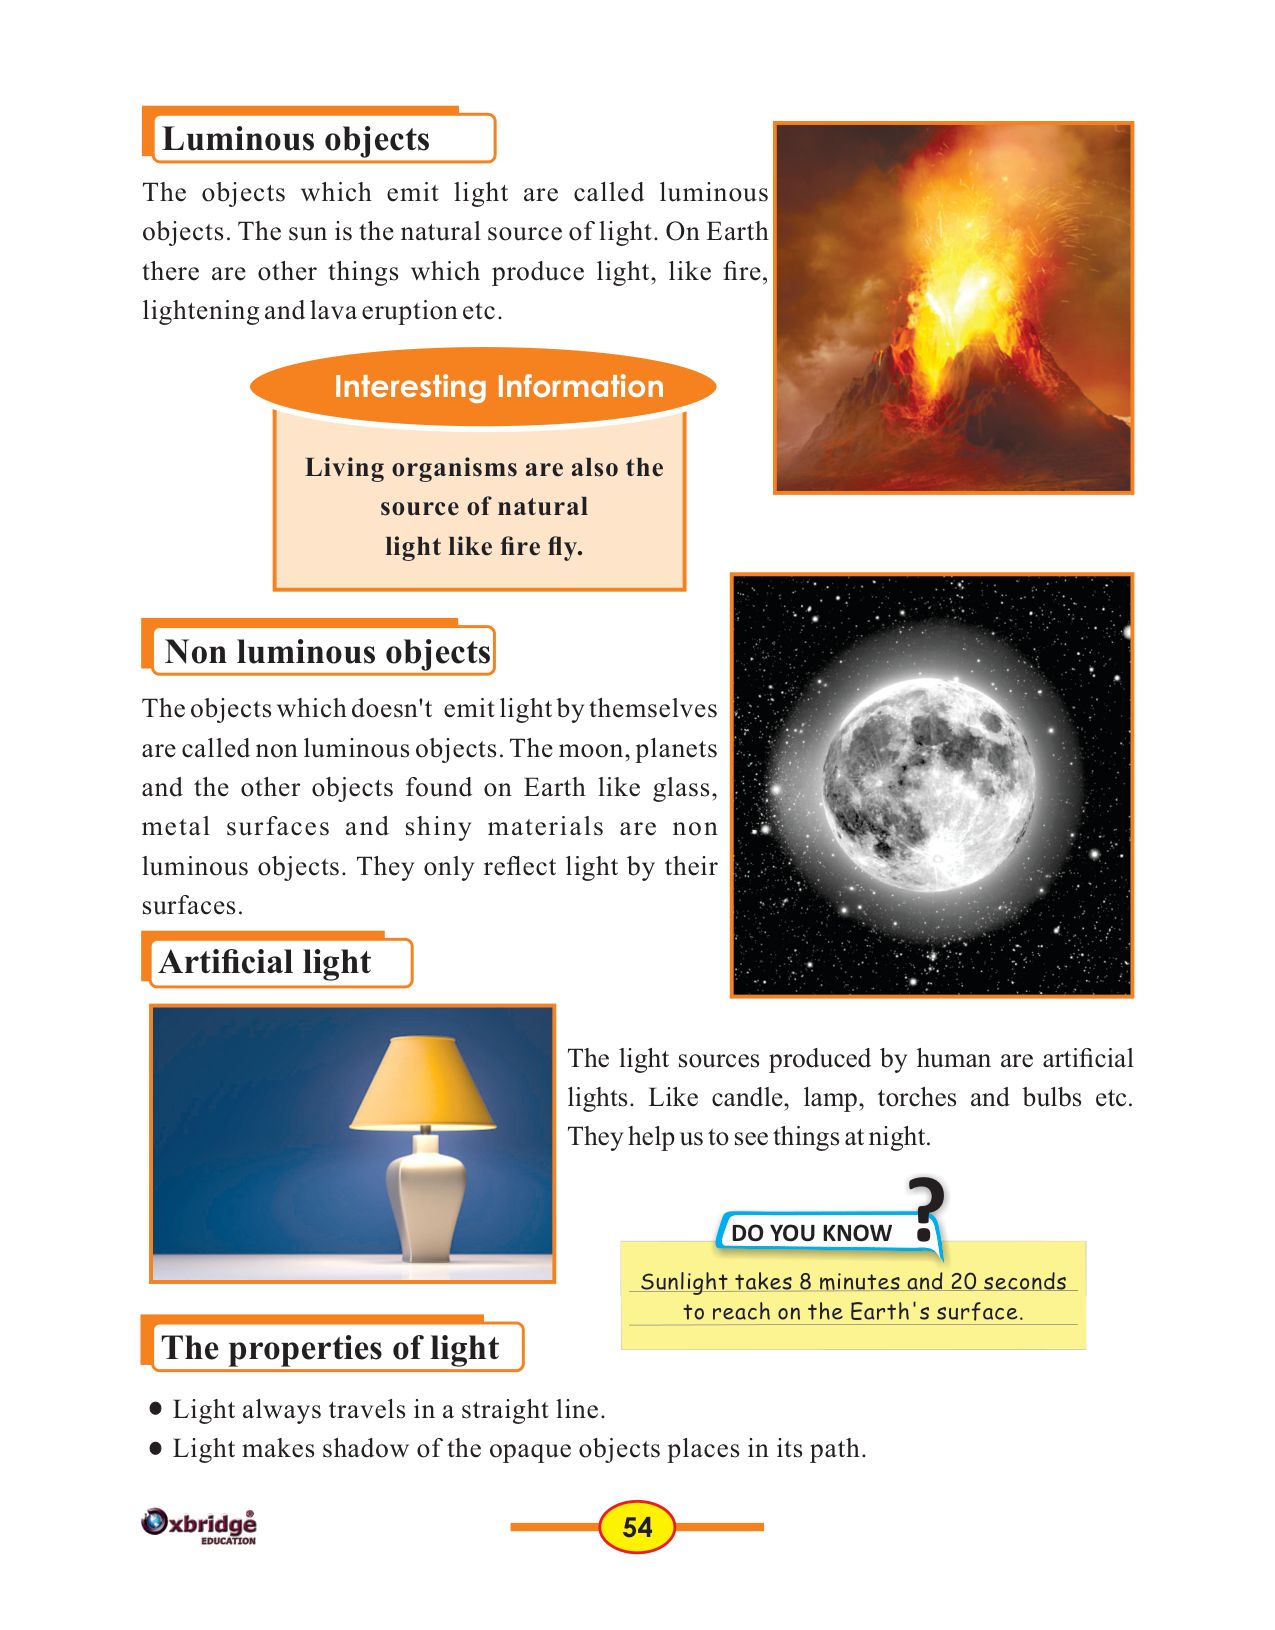 Luminous objects
The objects which emit light are called luminous
objects. The sun is the natural source of light. On Earth
there are other things which produce light, like fire,
lightening and lava eruption etc.
Interesting Information
Living organisms are also the
source of natural
light like fire fly.
Non luminous objects
The objects which doesn't emit light by themselves
are called non luminous objects. The moon, planets
and the other objects found on Earth like glass,
metal surfaces and shiny materials are non
luminous objects. They only reflect light by their
surfaces.
Artificial light
The light sources produced by human are artificial
lights. Like candle, lamp, torches and bulbs etc.
They help us to see things at night.
DO YOU KNOW ?
Sunlight takes 8 minutes and 20 seconds
to reach on the Earth's surface.
The properties of light
● Light always travels in a straight line.
● Light makes shadow of the opaque objects places in its path.
Oxbridge®
EDUCATION
54